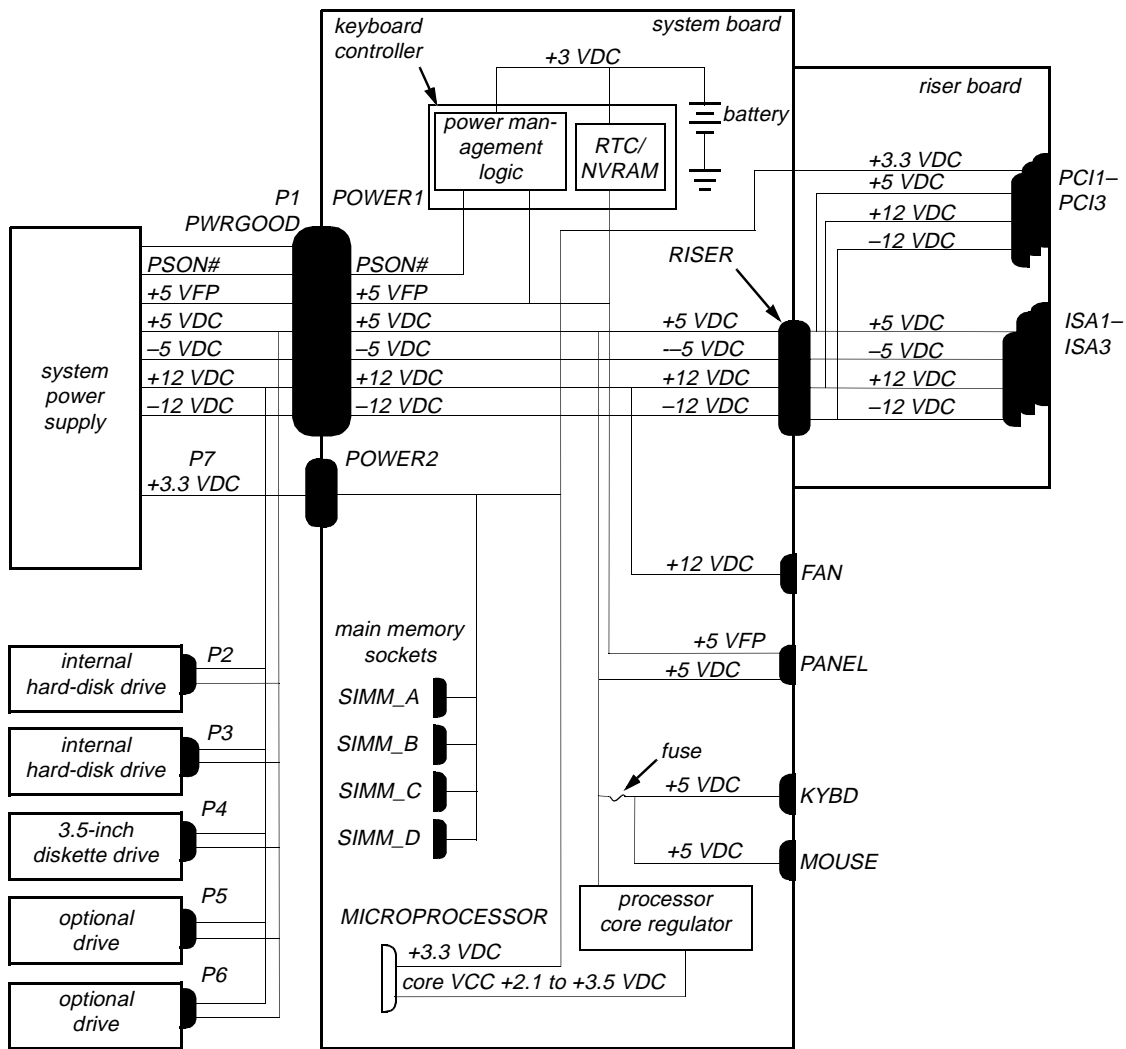 keyboard
controller
system board
+3 VDC
riser board
battery
power man-
agement
logic
RTC/
NVRAM
+3.3 VDC
+5 VDC
+12 VDC
–12 VDC
PCI1–
PCI3
P1
POWER1
PWRGOOD
RISER
PSON#
+5 VFP
+5 VDC
–5 VDC
+12 VDC
–12 VDC
PSON#
+5 VFP
+5 VDC
–5 VDC
+12 VDC
–12 VDC
+5 VDC
-–5 VDC
+12 VDC
–12 VDC
+5 VDC
–5 VDC
+12 VDC
–12 VDC
ISA1–
ISA3
system
power
supply
P7
+3.3 VDC
POWER2
+12 VDC
FAN
main memory
sockets
SIMM_A
SIMM_B
SIMM_C
SIMM_D
+5 VFP
+5 VDC
PANEL
fuse
+5 VDC
KYBD
+5 VDC
MOUSE
internal
hard-disk drive
P2
internal
hard-disk drive
P3
3.5-inch
diskette drive
P4
optional
drive
P5
optional
drive
P6
processor
core regulator
MICROPROCESSOR
+3.3 VDC
core VCC +2.1 to +3.5 VDC